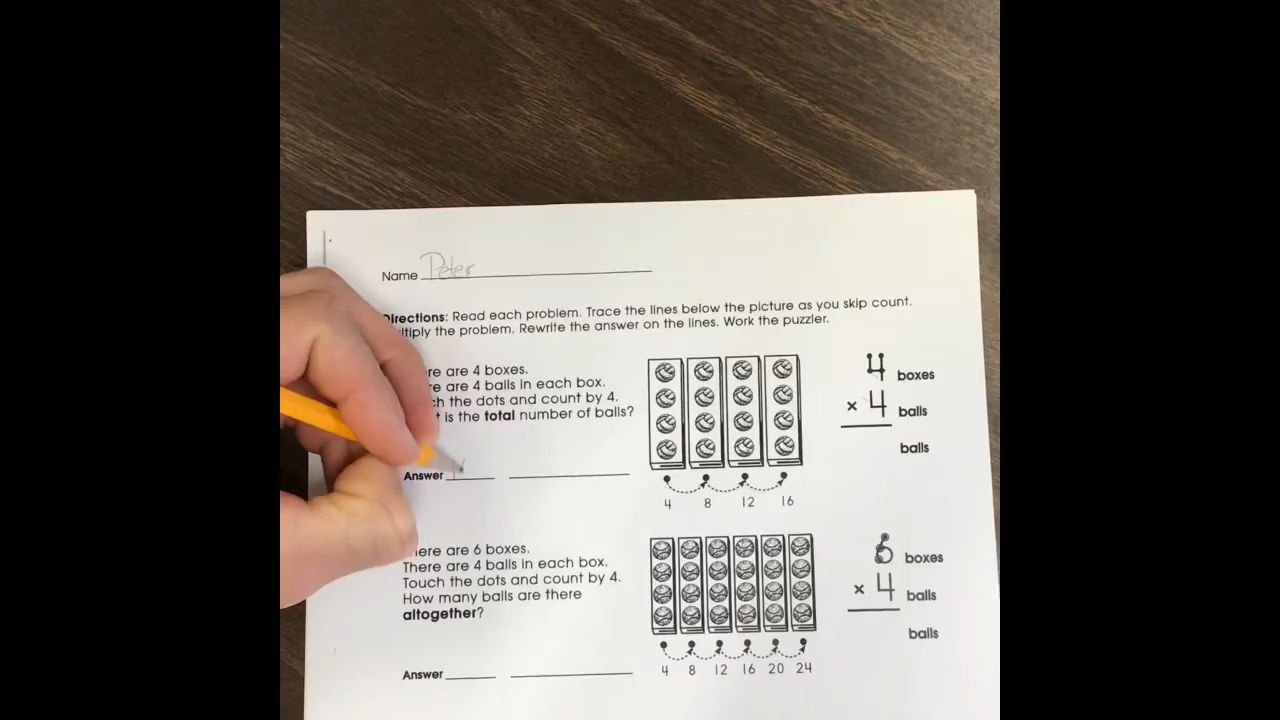 Name Peter
Directions: Read each problem. Trace the lines below the picture as you skip count.
ltiply the problem. Rewrite the answer on the lines. Work the puzzler.
re are 4 boxes.
re are 4 balls in each box.
ch the dots and count by 4.
t is the total number of balls?
Answer
4 8 12 16
4 boxes
× 4 balls
balls
here are 6 boxes.
There are 4 balls in each box.
Touch the dots and count by 4.
How many balls are there
altogether?
Answer
4 8 12 16 20 24
6 boxes
× 4 balls
balls